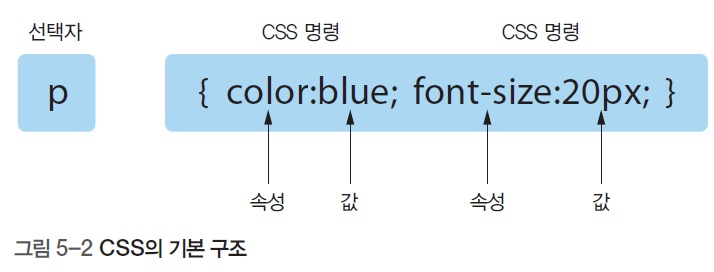 선택자 CSS 명령 CSS 명령
p { color:blue; font-size:20px; }
속성 값 속성 값
그림 5-2 CSS의 기본 구조